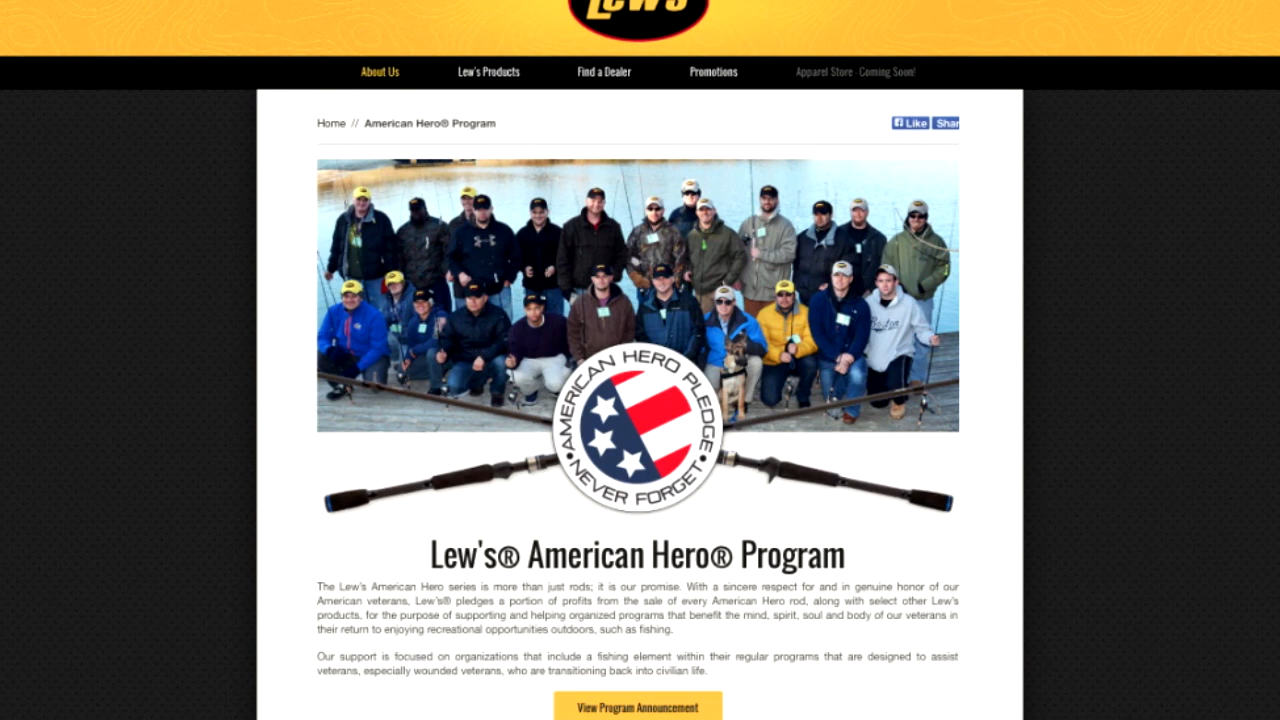 Lew's
About Us Lew's Products Find a Dealer Promotions Apparel Store - Coming Soon!
Home // American Hero® Program
Like Shar
Boston
AMERICAN HERO PLEDGE
• NEVER FORGET •
Lew's® American Hero® Program
The Lew's American Hero series is more than just rods; it is our promise. With a sincere respect for and in genuine honor of our
American veterans, Lew's® pledges a portion of profits from the sale of every American Hero rod, along with select other Lew's
products, for the purpose of supporting and helping organized programs that benefit the mind, spirit, soul and body of our veterans in
their return to enjoying recreational opportunities outdoors, such as fishing.
Our support is focused on organizations that include a fishing element within their regular programs that are designed to assist
veterans, especially wounded veterans, who are transitioning back into civilian life.
View Program Announcement